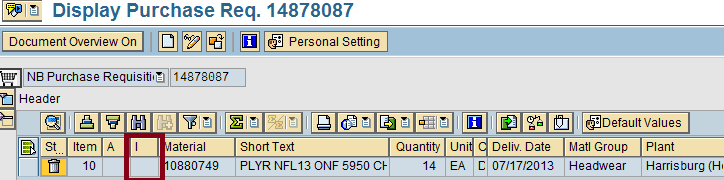 Display Purchase Req. 14878087
Document Overview On Personal Setting
NB Purchase Requisiti 14878087
Header
Default Values
St.. Item A I Material Short Text Quantity Unit C Deliv. Date Matl Group Plant
10 10880749 PLYR NFL13 ONF 5950 CH 14 EA D 07/17/2013 Headwear Harrisburg (He